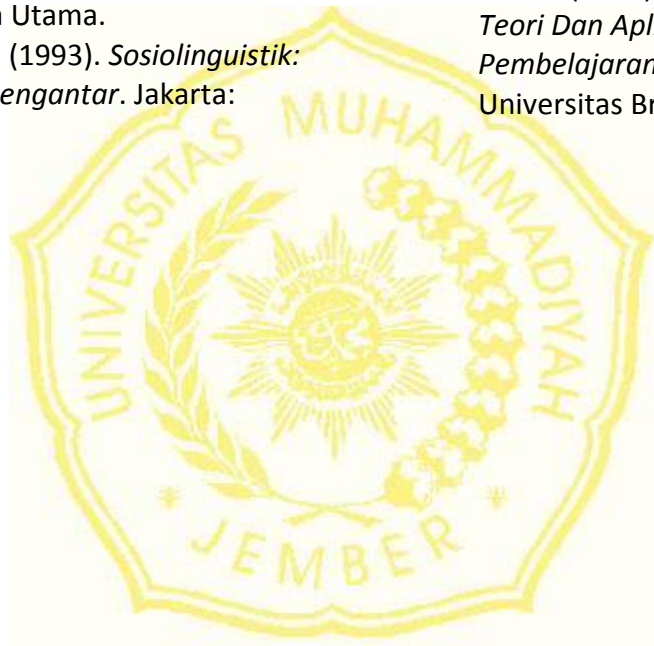 Utama.
(1993). Sosiolinguistik:
engantar. Jakarta:
Teori Dan Apl
Pembelajaran
Universitas Br
UNIVERSITAS MUHAMMADIYAH
JEMBER